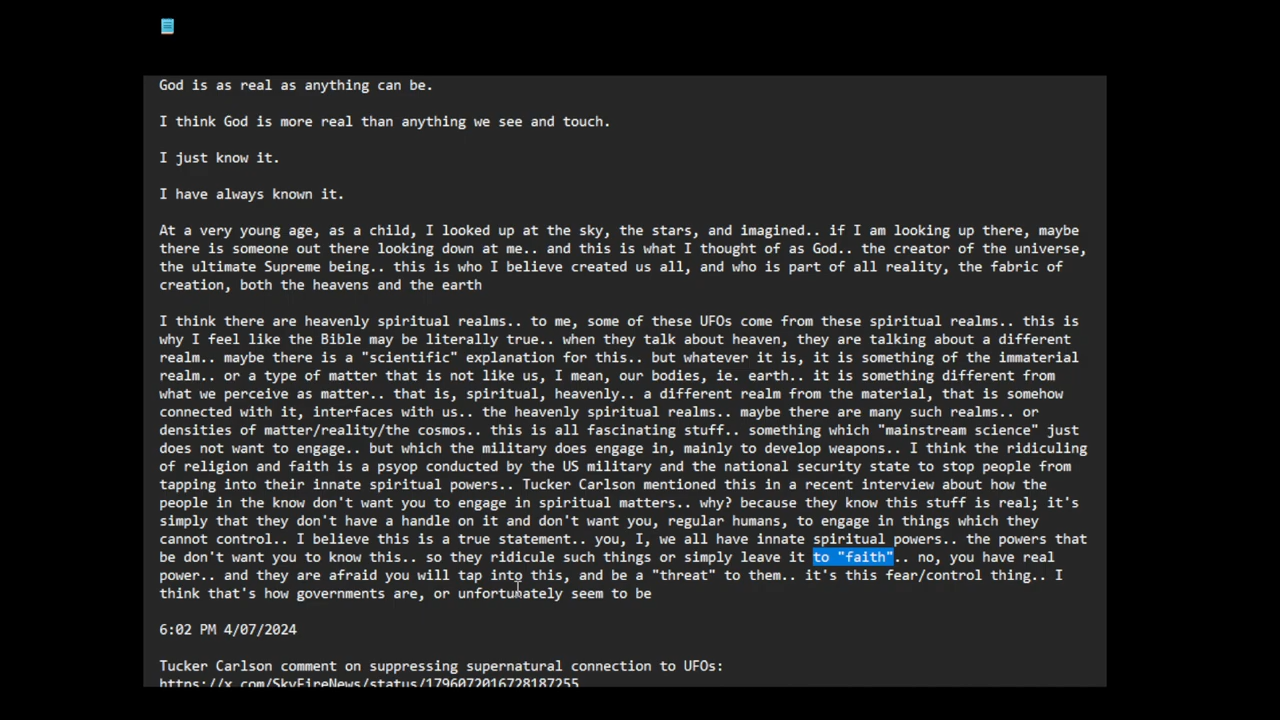 God is as real as anything can be.
I think God is more real than anything we see and touch.
I just know it.
I have always known it.
At a very young age, as a child, I looked up at the sky, the stars, and imagined.. if I am looking up there, maybe
there is someone out there looking down at me.. and this is what I thought of as God.. the creator of the universe,
the ultimate Supreme being.. this is who I believe created us all, and who is part of all reality, the fabric of
creation, both the heavens and the earth
I think there are heavenly spiritual realms.. to me, some of these UFOs come from these spiritual realms.. this is
why I feel like the Bible may be literally true.. when they talk about heaven, they are talking about a different
realm.. maybe there is a "scientific" explanation for this.. but whatever it is, it is something of the immaterial
realm.. or a type of matter that is not like us, I mean, our bodies, ie. earth.. it is something different from
what we perceive as matter.. that is, spiritual, heavenly.. a different realm from the material, that is somehow
connected with it, interfaces with us.. the heavenly spiritual realms.. maybe there are many such realms.. or
densities of matter/reality/the cosmos.. this is all fascinating stuff.. something which "mainstream science" just
does not want to engage.. but which the military does engage in, mainly to develop weapons.. I think the ridiculing
of religion and faith is a psyop conducted by the US military and the national security state to stop people from
tapping into their innate spiritual powers.. Tucker Carlson mentioned this in a recent interview about how the
people in the know don't want you to engage in spiritual matters.. why? because they know this stuff is real; it's
simply that they don't have a handle on it and don't want you, regular humans, to engage in things which they
cannot control.. I believe this is a true statement.. you, I, we all have innate spiritual powers.. the powers that
be don't want you to know this.. so they ridicule such things or simply leave it to "faith".. no, you have real
power.. and they are afraid you will tap into this, and be a "threat" to them.. it's this fear/control thing.. I
think that's how governments are, or unfortunately seem to be
6:02 PM 4/07/2024
Tucker Carlson comment on suppressing supernatural connection to UFOs:
https://x.com/SkyFireNews/status/1796072016728187255